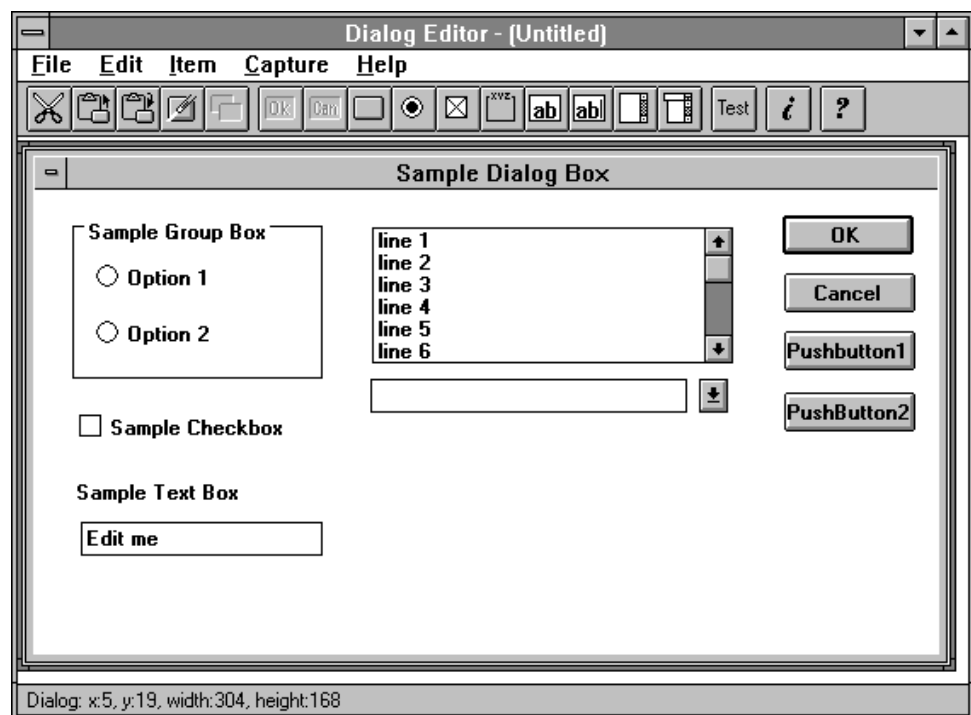 Dialog Editor - (Untitled)
File Edit Item Capture Help
Ok Can XYZ ab ab Test i ?
Sample Dialog Box
Sample Group Box
Option 1
Option 2
Sample Checkbox
Sample Text Box
Edit me
line 1
line 2
line 3
line 4
line 5
line 6
OK
Cancel
Pushbutton1
PushButton2
Dialog: x:5, y:19, width:304, height:168